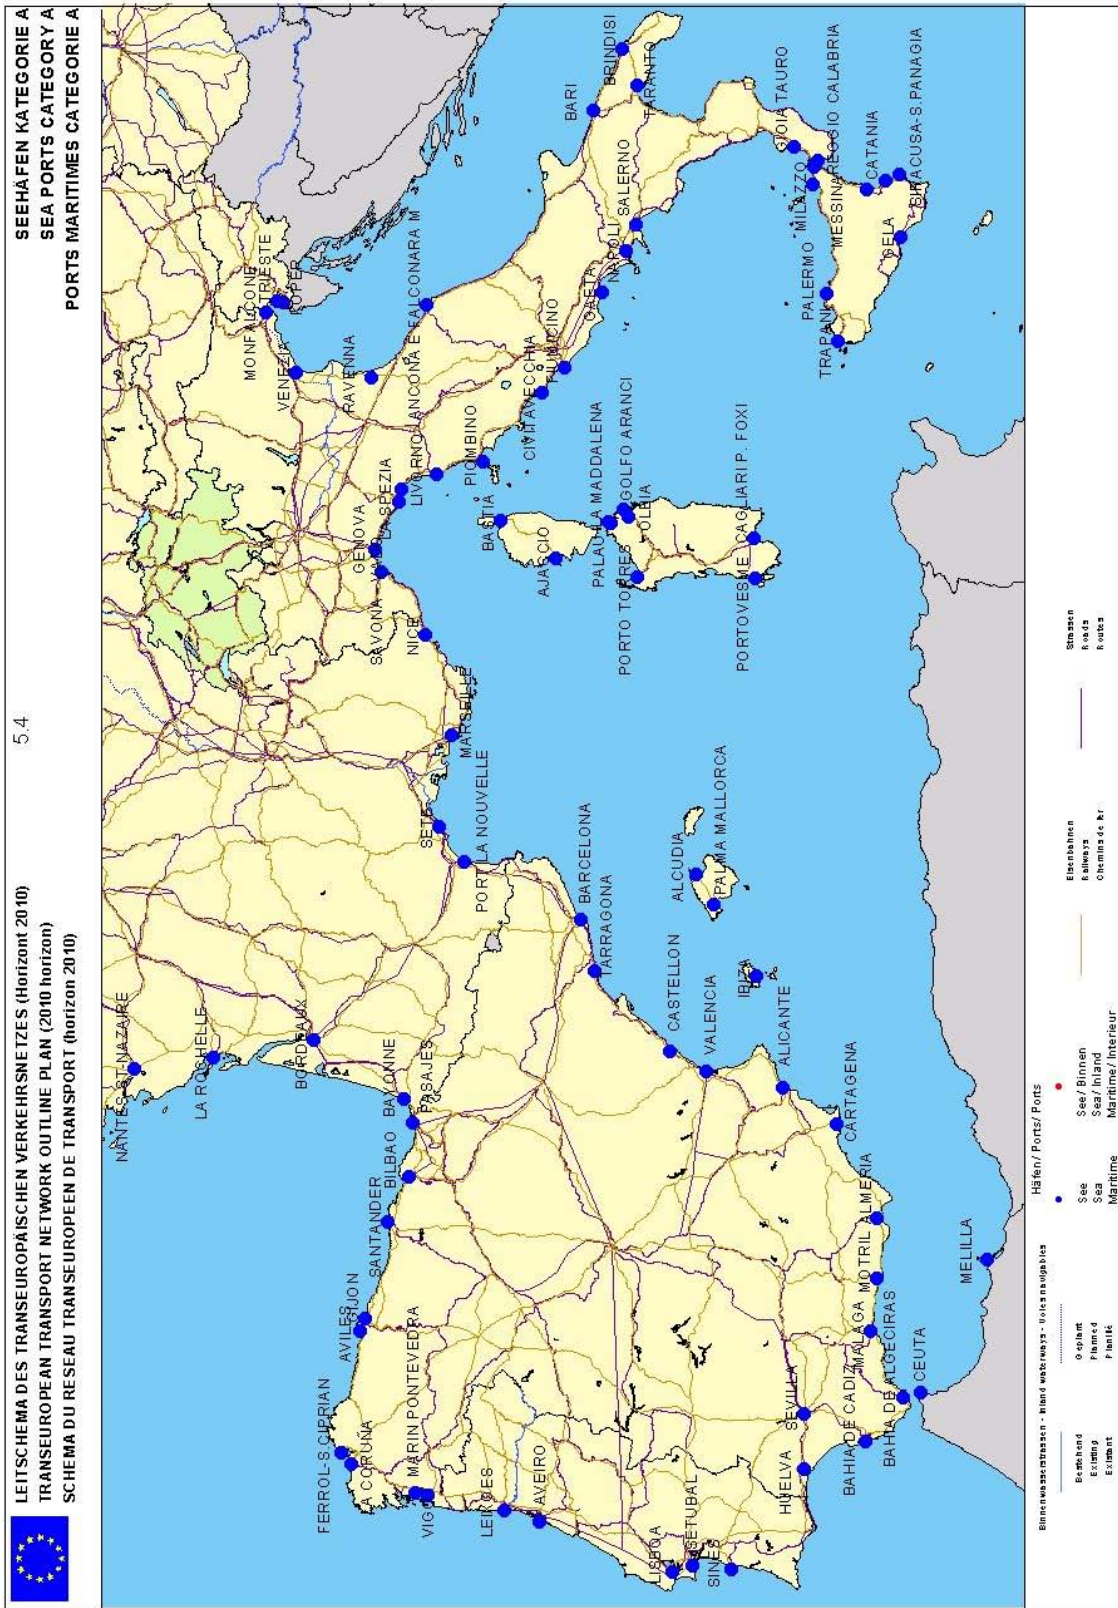 LEITSCHEMA DES TRANSEUROPÄISCHEN VERKEHRSNETZES (Horizont 2010)
TRANSEUROPEAN TRANSPORT NETWORK OUTLINE PLAN (2010 horizon)
SCHEMA DU RESEAU TRANSEUROPEEN DE TRANSPORT (horizon 2010)
5.4
SEEHÄFEN KATEGORIE A
SEA PORTS CATEGORY A
PORTS MARITIMES CATEGORIE A
NANTES-ST-NAZAIRE
LA ROCHELLE
BORDEAUX
BAYONNE
PASAJES
BILBAO
SANTANDER
GIJON
AVILES
FERROL-S.CIPRIAN
LA CORUÑA
MARIN PONTEVEDRA
VIGO
LEIXOES
AVEIRO
LISBOA
SETUBAL
SINES
HUELVA
SEVILLA
BAHIA DE CADIZ
BAHIA DE ALGECIRAS
CEUTA
MELILLA
MALAGA
MOTRIL
ALMERIA
CARTAGENA
ALICANTE
VALENCIA
CASTELLON
IBIZA
PALMA MALLORCA
ALCUDIA
TARRAGONA
BARCELONA
PORT LA NOUVELLE
SETE
MARSEILLE
NICE
SAVONA - VADO
GENOVA
LA SPEZIA
LIVORNO
PIOMBINO
BASTIA
AJACCIO
PALAU
LA MADDALENA
GOLFO ARANCI
OLBIA
PORTO TORRES
PORTOVESME
CAGLIARI P. FOXI
CIVITAVECCHIA
FIUMICINO
GAETA
NAPOLI
SALERNO
MONFALCONE
TRIESTE
KOPER
VENEZIA
RAVENNA
ANCONA E FALCONARA M
BARI
BRINDISI
TARANTO
GIOIA TAURO
REGGIO CALABRIA
MESSINA
MILAZZO
PALERMO
TRAPANI
GELA
CATANIA
SIRACUSA-S.PANAGIA
Binnenwasserstrassen - Inland waterways - Voies navigables
Bestehend
Existing
Existant
Geplant
Planned
Planifié
Häfen/ Ports/ Ports
See
Sea
Maritime
See/ Binnen
Sea/ Inland
Maritime/ Interieur
Eisenbahnen
Railways
Chemins de fer
Strassen
Roads
Routes